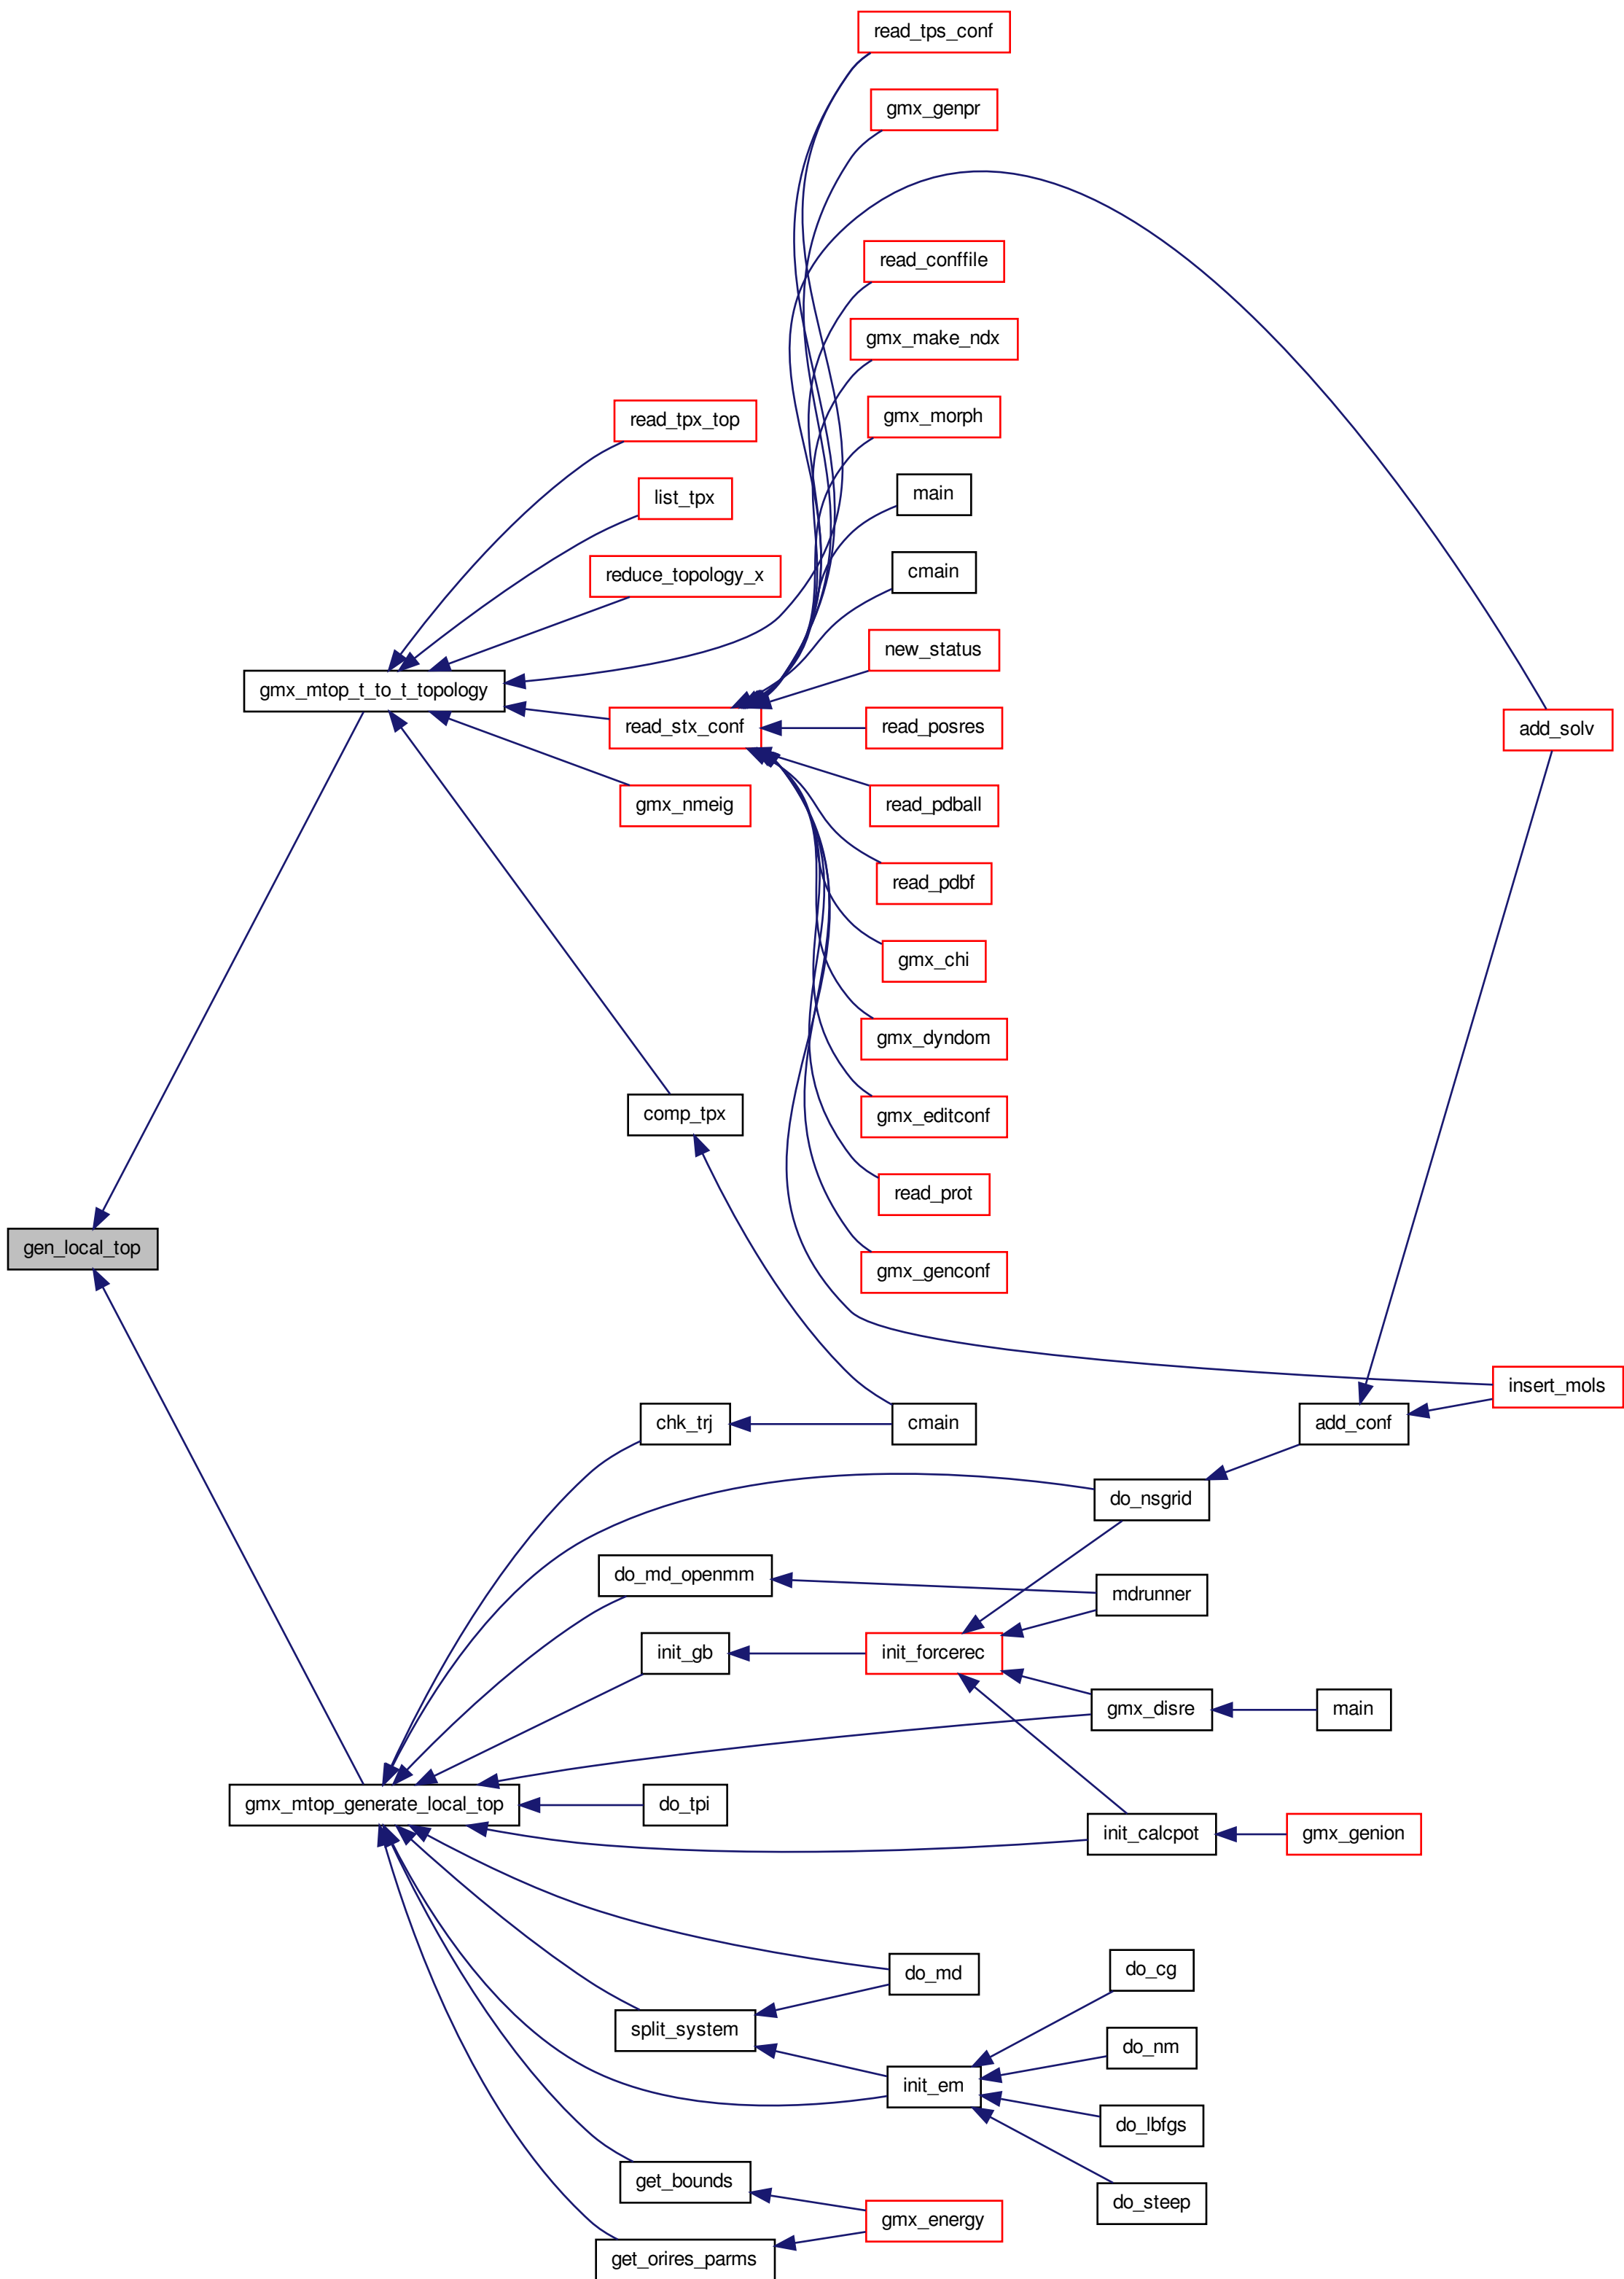 read_tps_conf
gmx_genpr
read_conffile
gmx_make_ndx
read_tpx_top
gmx_morph
list_tpx
main
reduce_topology_x
cmain
gmx_mtop_t_to_t_topology
new_status
read_stx_conf
read_posres
add_solv
gmx_nmeig
read_pdball
read_pdbf
gmx_chi
gmx_dyndom
comp_tpx
gmx_editconf
read_prot
gen_local_top
gmx_genconf
insert_mols
chk_trj
cmain
add_conf
do_nsgrid
do_md_openmm
mdrunner
init_gb
init_forcerec
gmx_disre
main
gmx_mtop_generate_local_top
do_tpi
init_calcpot
gmx_genion
do_md
do_cg
split_system
do_nm
init_em
do_lbfgs
get_bounds
do_steep
gmx_energy
get_orires_parms